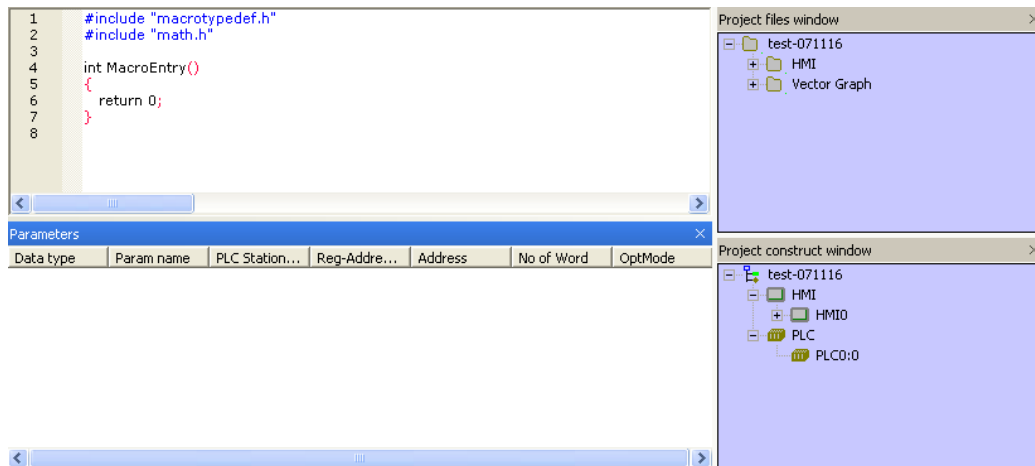 1 #include "macrotypedef.h"
2 #include "math.h"
3
4 int MacroEntry()
5 {
6 return 0;
7 }
8
Parameters
Data type Param name PLC Station... Reg-Addre... Address No of Word OptMode
Project files window
test-071116
HMI
Vector Graph
Project construct window
test-071116
HMI
HMI0
PLC
PLC0:0